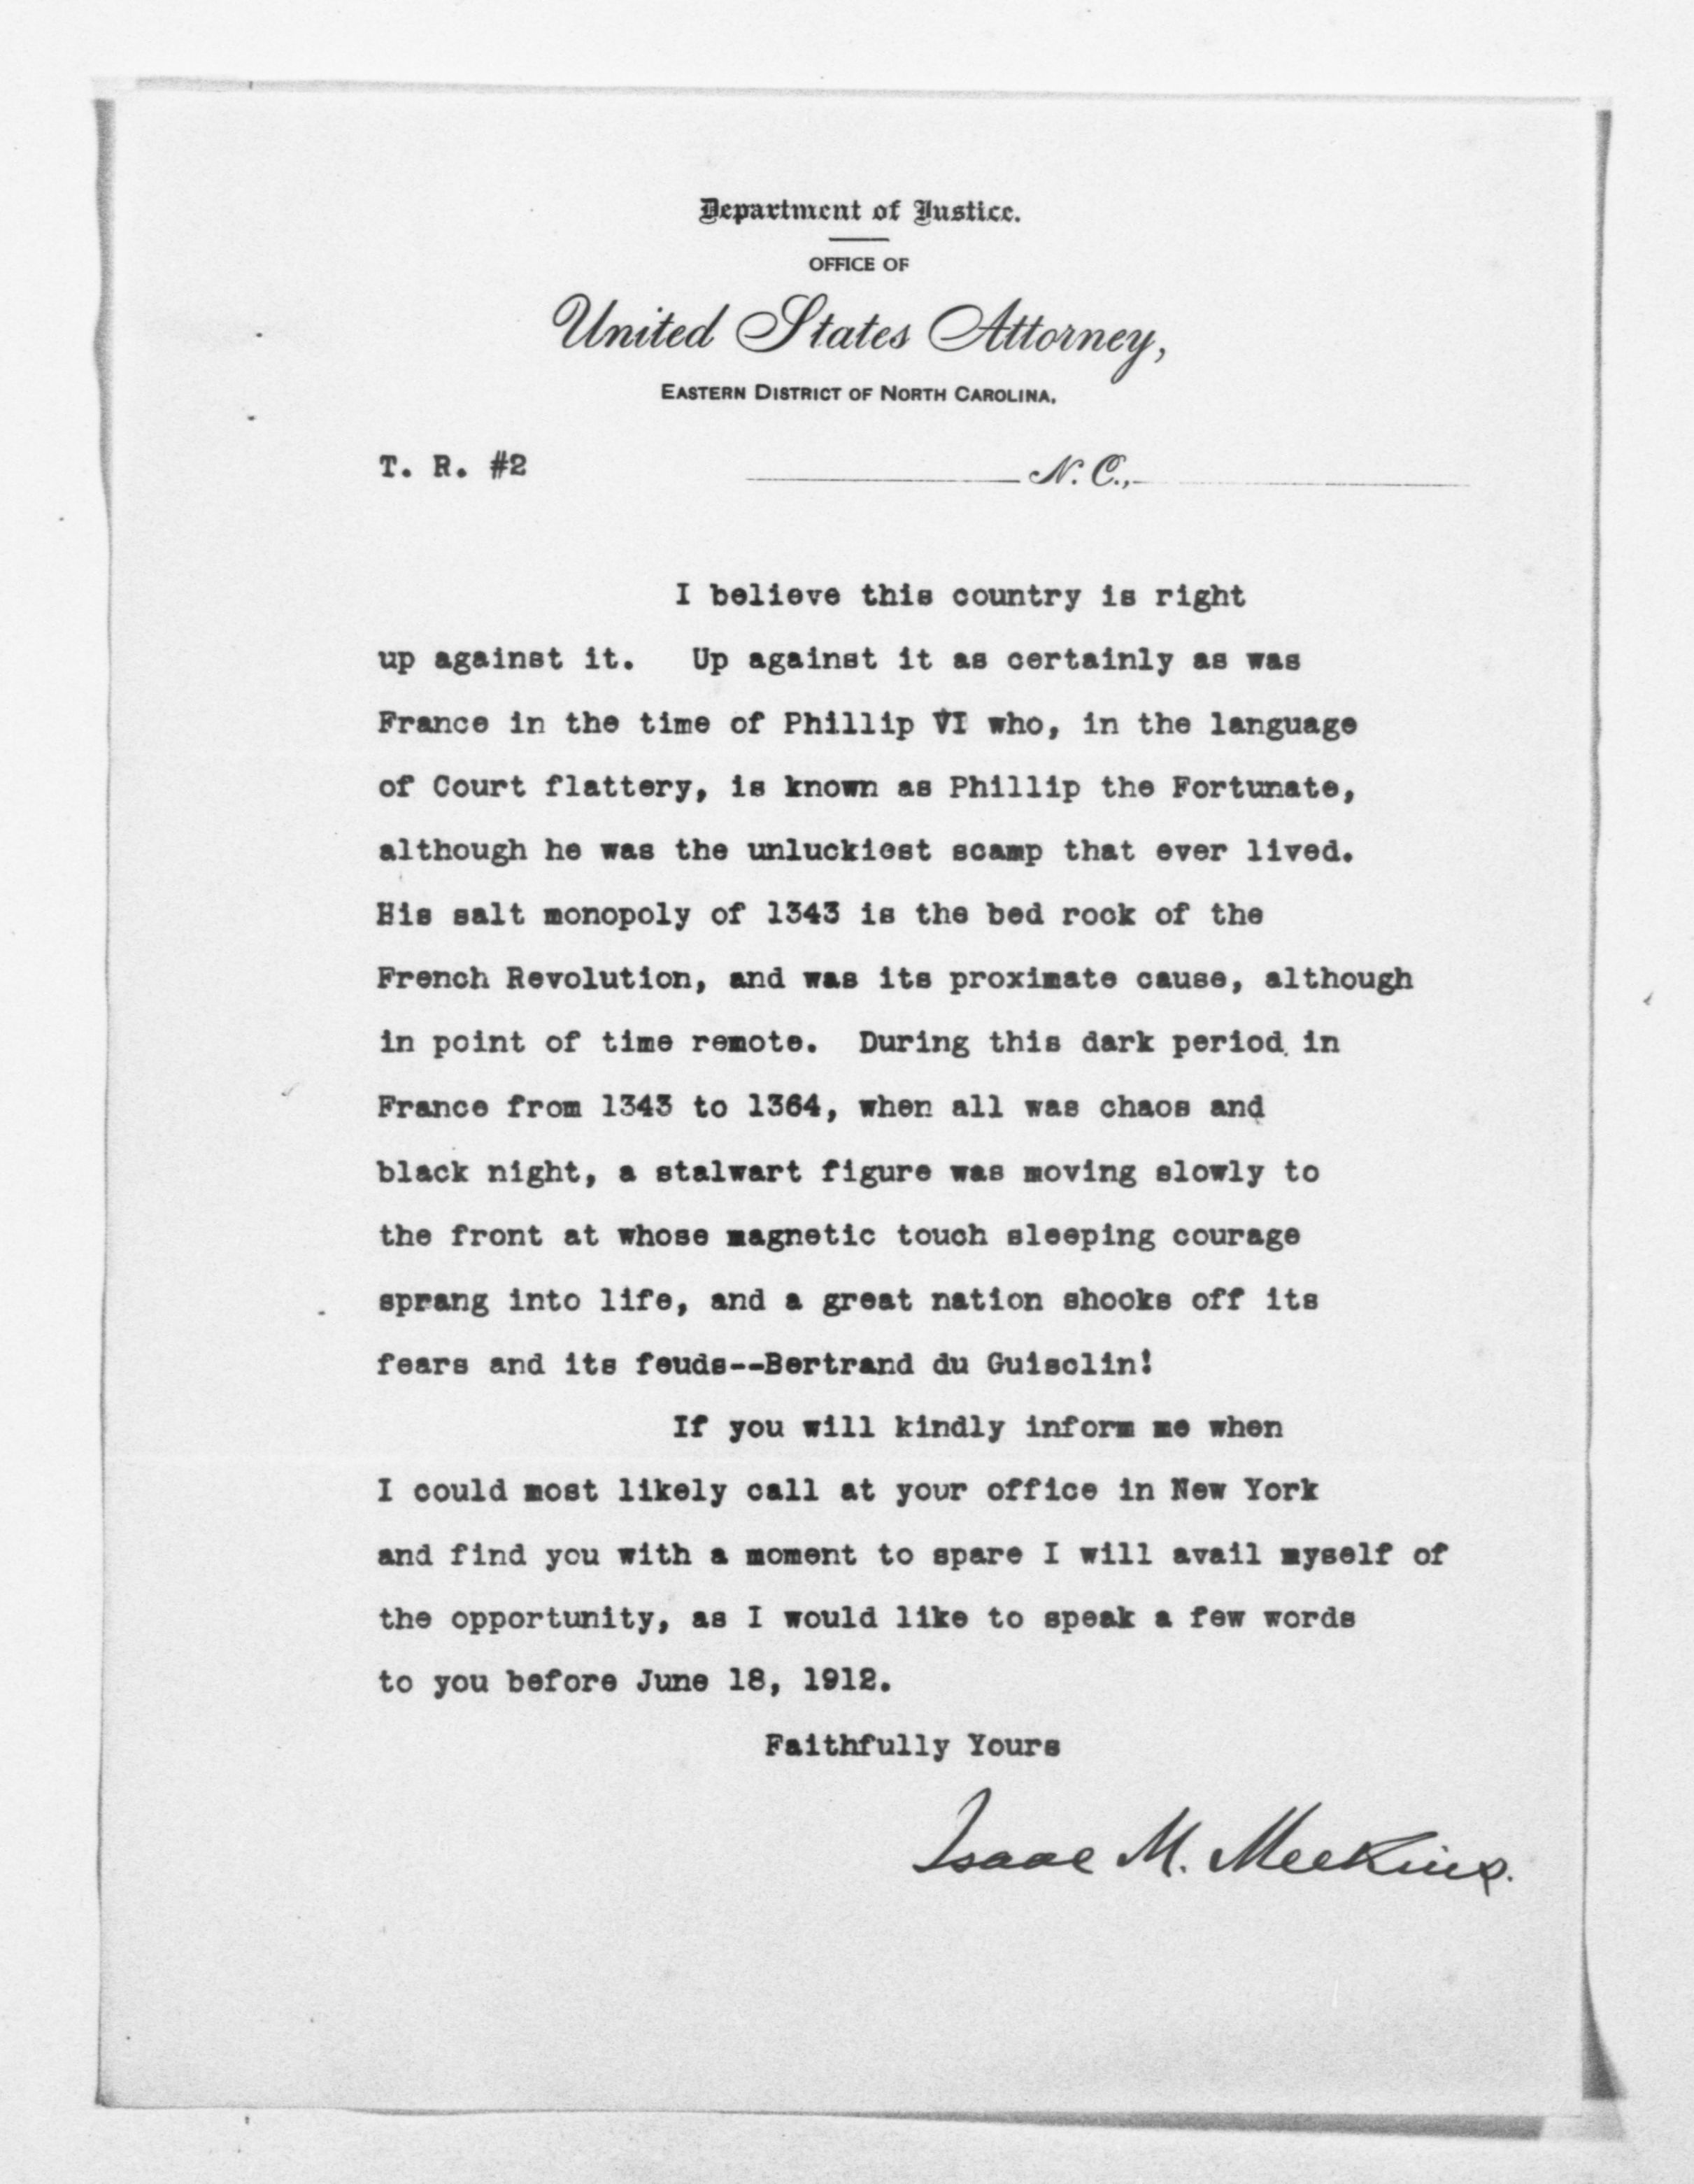 Department of Justice.
OFFICE OF
United States Attorney,
EASTERN DISTRICT OF NORTH CAROLINA,
T. R. #2 N. C.,
I believe this country is right
up against it. Up against it as certainly as was
France in the time of Phillip VI who, in the language
of Court flattery, is known as Phillip the Fortunate,
although he was the unluckiest scamp that ever lived.
His salt monopoly of 1343 is the bed rock of the
French Revolution, and was its proximate cause, although
in point of time remote. During this dark period in
France from 1343 to 1364, when all was chaos and
black night, a stalwart figure was moving slowly to
the front at whose magnetic touch sleeping courage
sprang into life, and a great nation shooks off its
fears and its feuds--Bertrand du Guisclin!
If you will kindly inform me when
I could most likely call at your office in New York
and find you with a moment to spare I will avail myself of
the opportunity, as I would like to speak a few words
to you before June 18, 1912.
Faithfully Yours
Isaac M. Meekins.